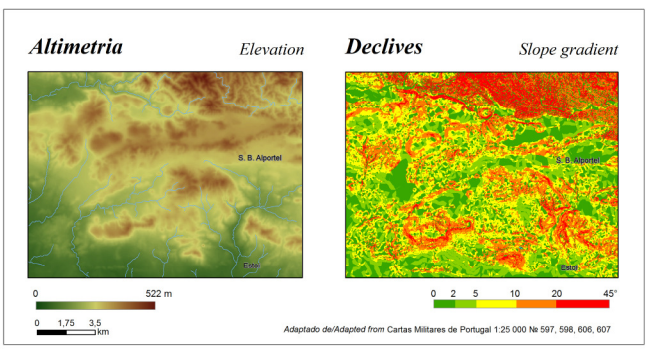 Altimetria Elevation
Declives Slope gradient
S. B. Alportel
Estoi
S. B. Alportel
Estoi
0 522 m
0 1,75 3,5
km
0 2 5 10 20 45°
Adaptado de/Adapted from Cartas Militares de Portugal 1:25 000 № 597, 598, 606, 607